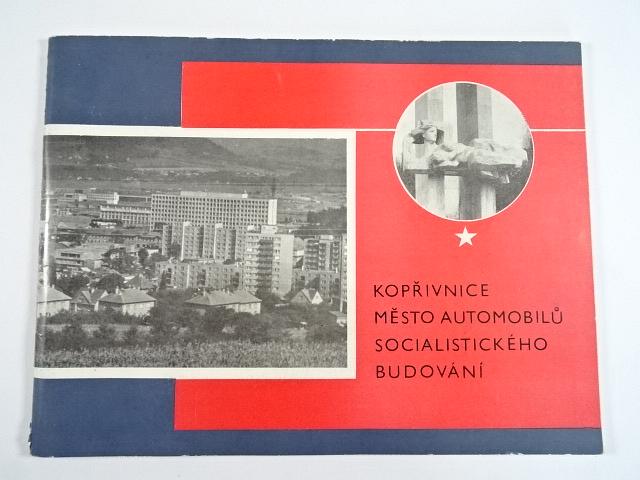 KOPŘIVNICE
MĚSTO AUTOMOBILŮ
SOCIALISTICKÉHO
BUDOVÁNÍ